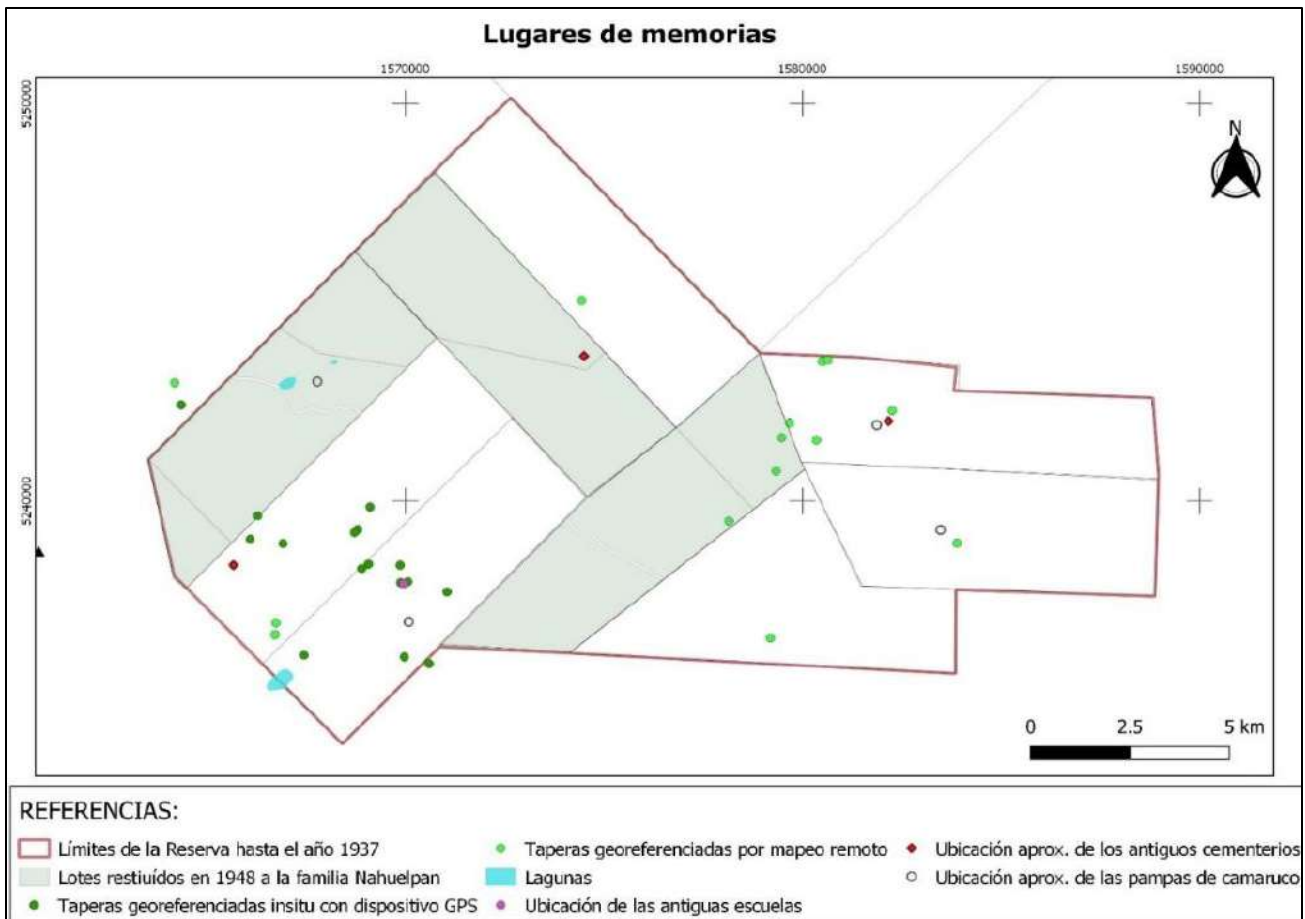 Lugares de memorias
1570000 1580000 1590000
5250000
N
5240000
0 2.5 5 km
REFERENCIAS:
Límites de la Reserva hasta el año 1937
Lotes restiuídos en 1948 a la familia Nahuelpan
Taperas georeferenciadas insitu con dispositivo GPS
Taperas georeferenciadas por mapeo remoto
Lagunas
Ubicación de las antiguas escuelas
Ubicación aprox. de los antiguos cementerios
Ubicación aprox. de las pampas de camaruco